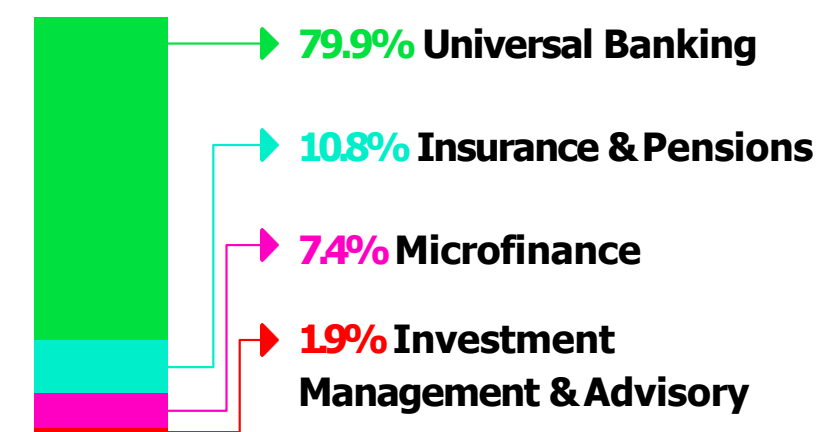 79.9% Universal Banking
10.8% Insurance & Pensions
7.4% Microfinance
1.9% Investment
Management & Advisory